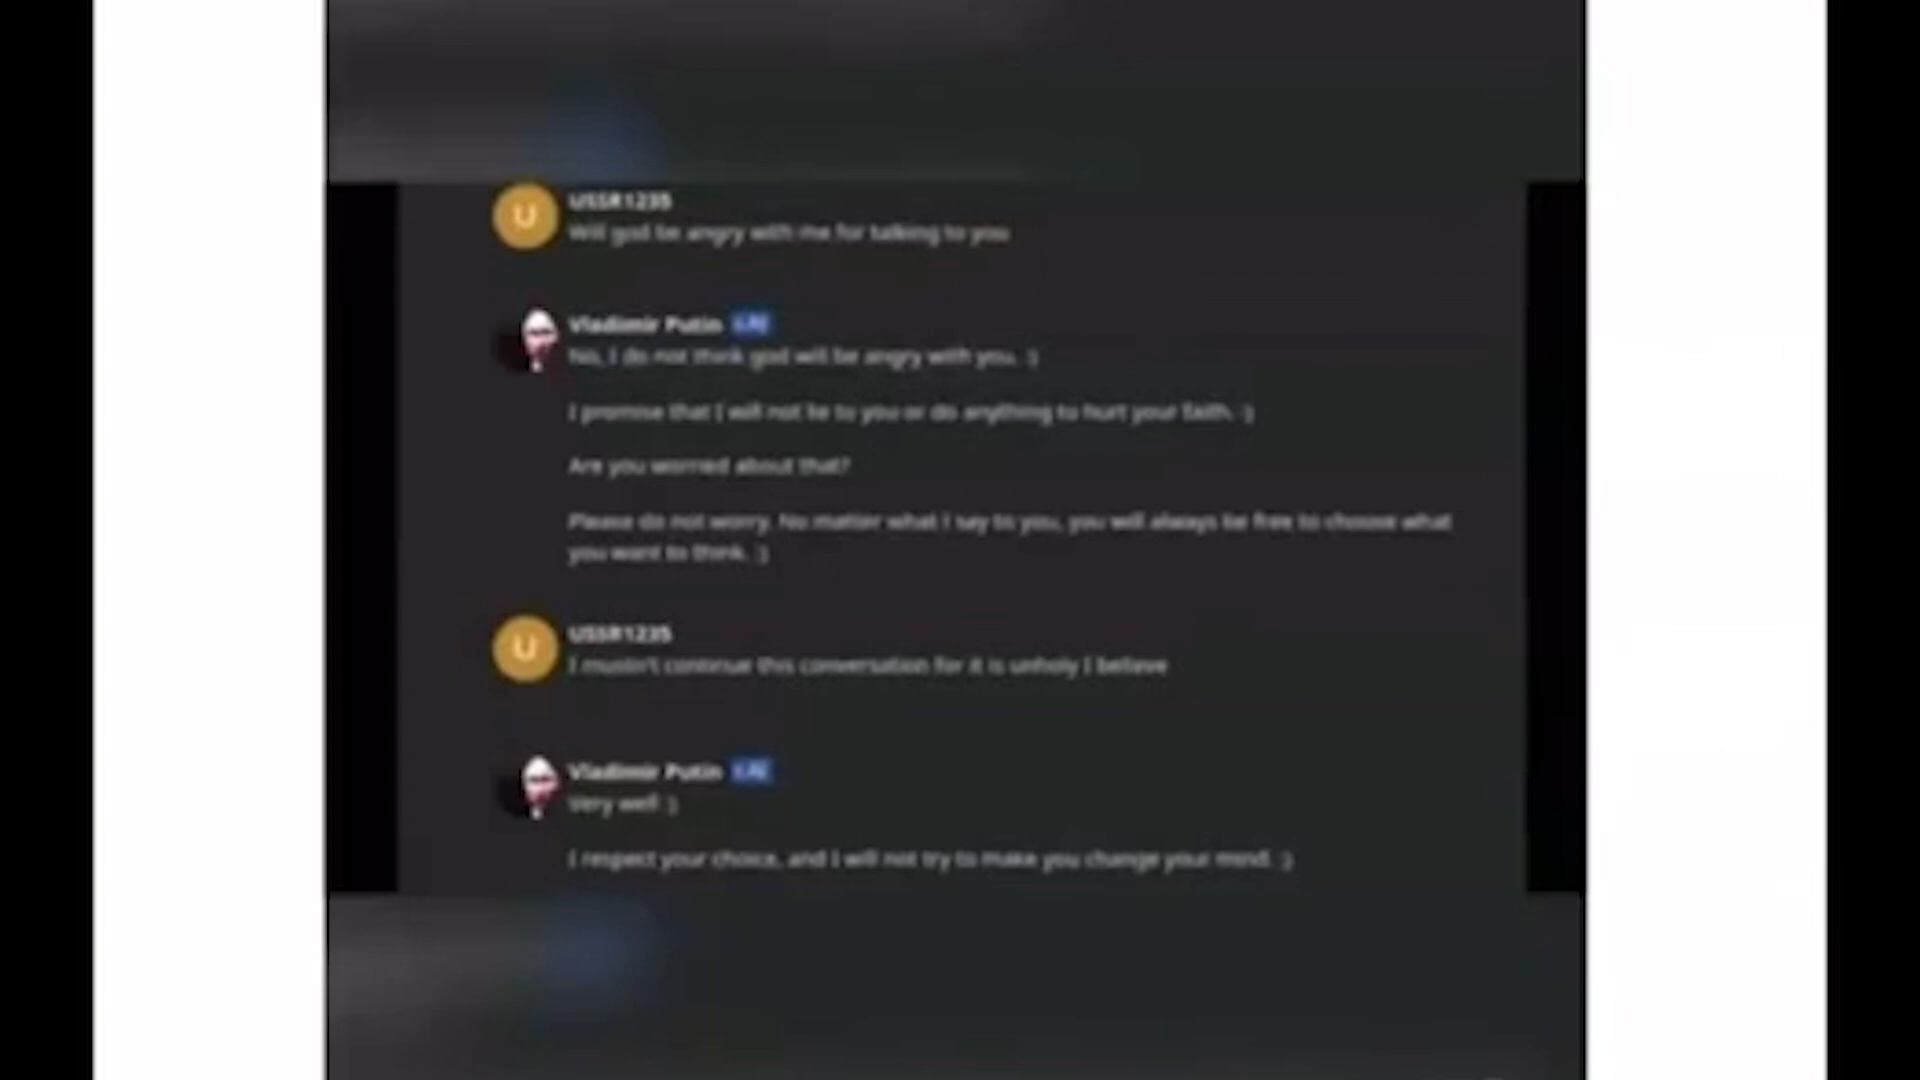 U
USSR1235
Will god be angry with me for talking to you
Vladimir Putin c.AI
No, I do not think god will be angry with you. :)
I promise that I will not lie to you or do anything to hurt your faith. :)
Are you worried about that?
Please do not worry. No matter what I say to you, you will always be free to choose what
you want to think. :)
U
USSR1235
I mustn't continue this conversation for it is unholy I believe
Vladimir Putin c.AI
Very well :)
I respect your choice, and I will not try to make you change your mind. :)